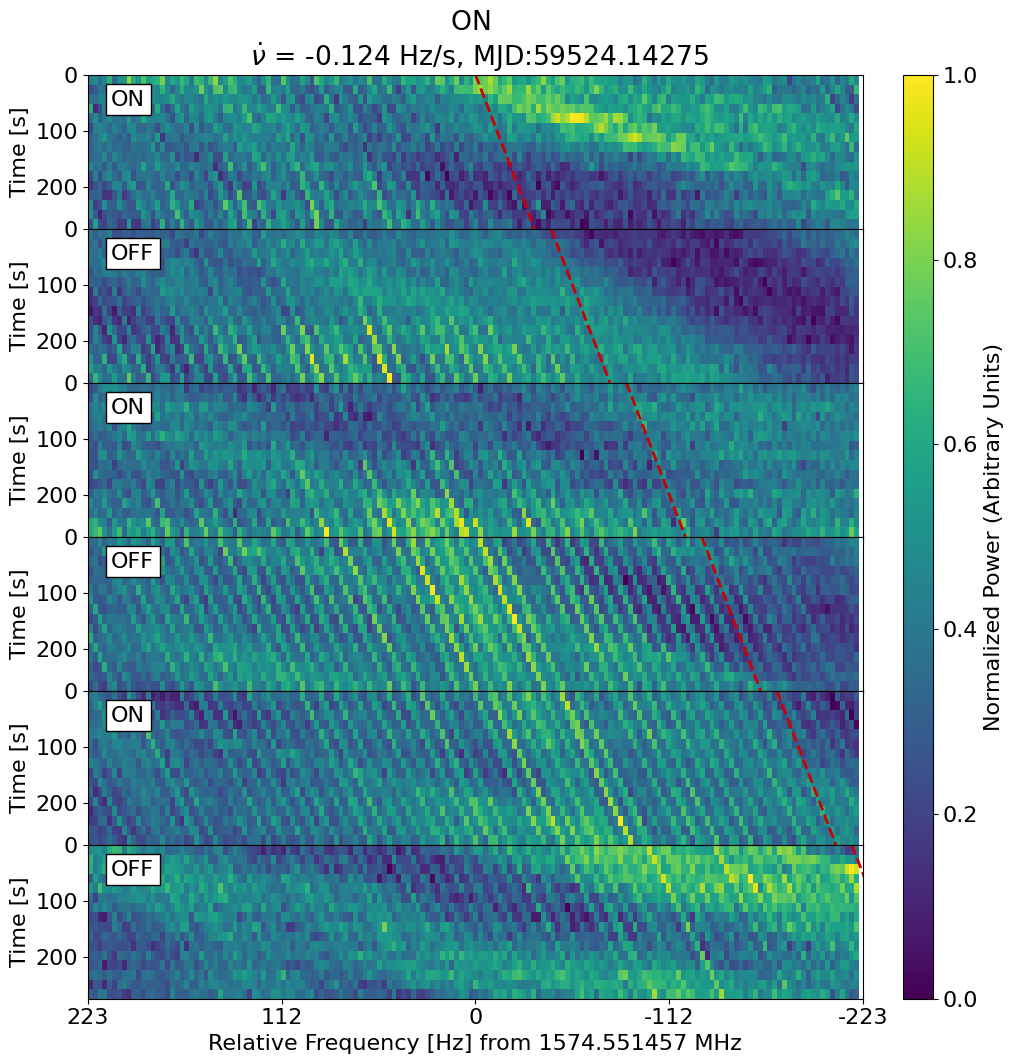 ON
ν̇ = -0.124 Hz/s, MJD:59524.14275
0
ON
100
Time [s]
200
0
OFF
100
Time [s]
200
0
ON
100
Time [s]
200
0
OFF
100
Time [s]
200
0
ON
100
Time [s]
200
0
OFF
100
Time [s]
200
223 112 0 -112 -223
Relative Frequency [Hz] from 1574.551457 MHz
1.0
0.8
0.6
0.4
0.2
0.0
Normalized Power (Arbitrary Units)